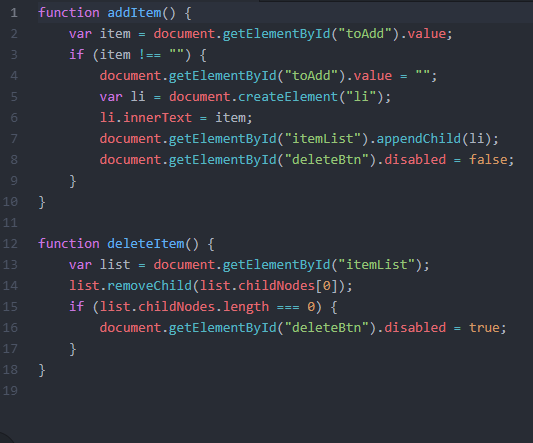 1 function addItem() {
2     var item = document.getElementById("toAdd").value;
3     if (item !== "") {
4         document.getElementById("toAdd").value = "";
5         var li = document.createElement("li");
6         li.innerText = item;
7         document.getElementById("itemList").appendChild(li);
8         document.getElementById("deleteBtn").disabled = false;
9     }
10 }
11
12 function deleteItem() {
13     var list = document.getElementById("itemList");
14     list.removeChild(list.childNodes[0]);
15     if (list.childNodes.length === 0) {
16         document.getElementById("deleteBtn").disabled = true;
17     }
18 }
19